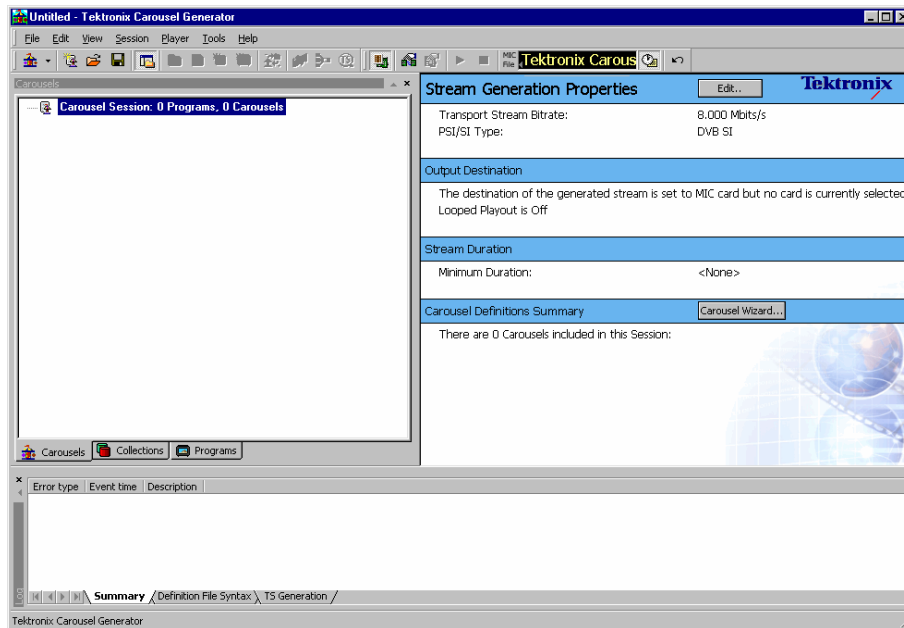 Untitled - Tektronix Carousel Generator
File Edit View Session Player Tools Help
MIC
File
Tektronix Carous
Carousels
Carousel Session: 0 Programs, 0 Carousels
Carousels Collections Programs
Stream Generation Properties Edit.. Tektronix
Transport Stream Bitrate: 8.000 Mbits/s
PSI/SI Type: DVB SI
Output Destination
The destination of the generated stream is set to MIC card but no card is currently selected
Looped Playout is Off
Stream Duration
Minimum Duration: <None>
Carousel Definitions Summary Carousel Wizard...
There are 0 Carousels included in this Session:
Error type Event time Description
Log
Summary Definition File Syntax TS Generation
Tektronix Carousel Generator